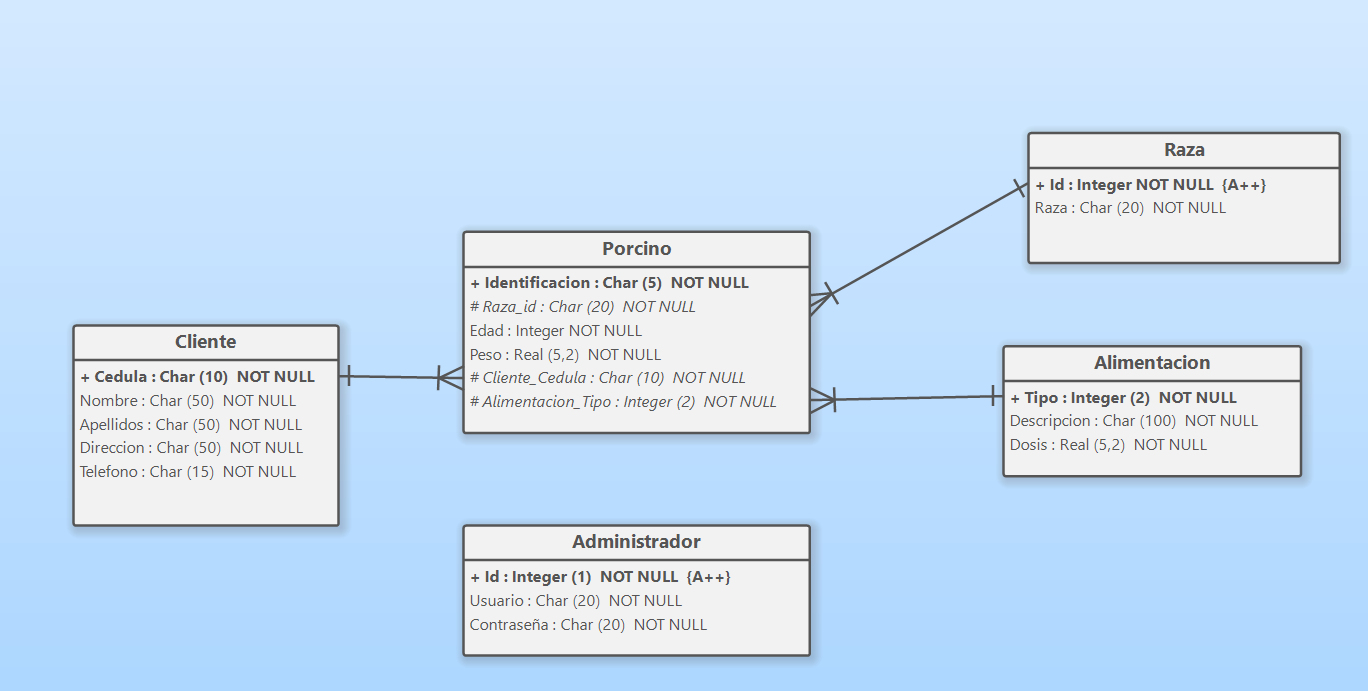 Raza
+ Id : Integer NOT NULL {A++}
Raza : Char (20) NOT NULL
Porcino
+ Identificacion : Char (5) NOT NULL
# Raza_id : Char (20) NOT NULL
Edad : Integer NOT NULL
Peso : Real (5,2) NOT NULL
# Cliente_Cedula : Char (10) NOT NULL
# Alimentacion_Tipo : Integer (2) NOT NULL
Cliente
+ Cedula : Char (10) NOT NULL
Nombre : Char (50) NOT NULL
Apellidos : Char (50) NOT NULL
Direccion : Char (50) NOT NULL
Telefono : Char (15) NOT NULL
Alimentacion
+ Tipo : Integer (2) NOT NULL
Descripcion : Char (100) NOT NULL
Dosis : Real (5,2) NOT NULL
Administrador
+ Id : Integer (1) NOT NULL {A++}
Usuario : Char (20) NOT NULL
Contraseña : Char (20) NOT NULL